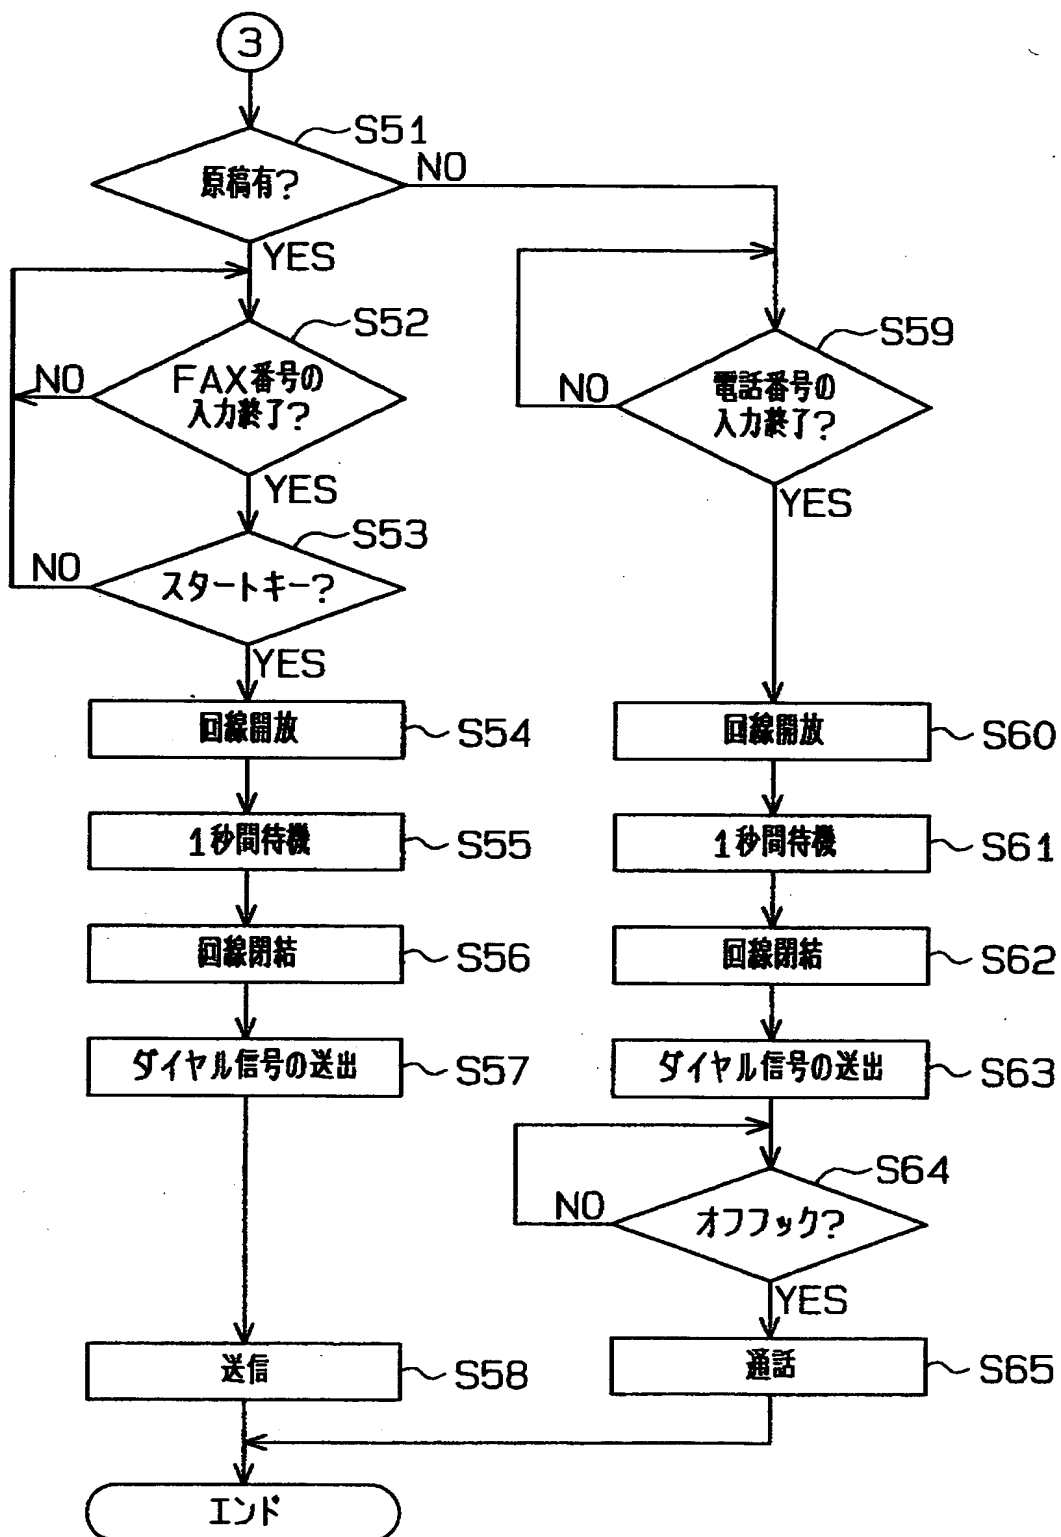 3
S51
原稿有?
NO
YES
S52
FAX番号の
入力終了?
NO
YES
S53
スタートキー?
NO
YES
回線開放
S54
1秒間待機
S55
回線閉結
S56
ダイヤル信号の送出
S57
送信
S58
S59
電話番号の
入力終了?
NO
YES
回線開放
S60
1秒間待機
S61
回線閉結
S62
ダイヤル信号の送出
S63
S64
オフフック?
NO
YES
通話
S65
エンド